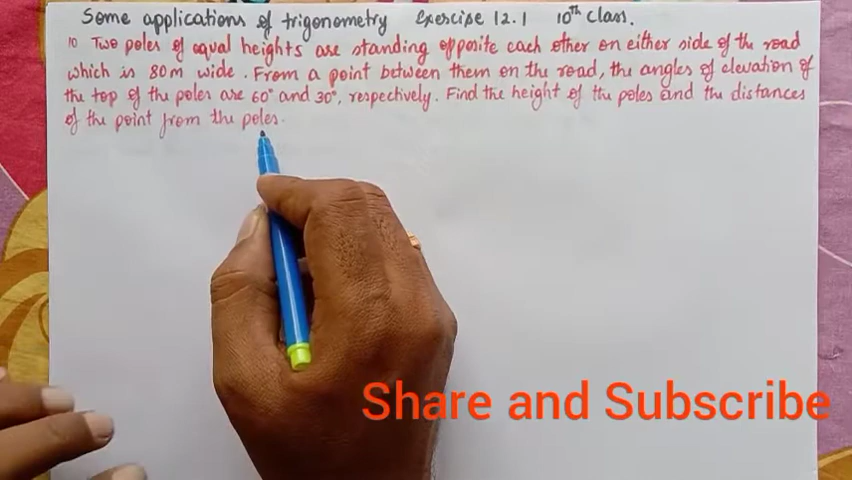 Some applications of trigonometry Exercise 12.1 10th class.
10 Two poles of equal heights are standing opposite each other on either side of the road
which is 80m wide. From a point between them on the road, the angles of elevation of
the top of the poles are 60° and 30°, respectively. Find the height of the poles and the distances
of the point from the poles.
Share and Subscribe